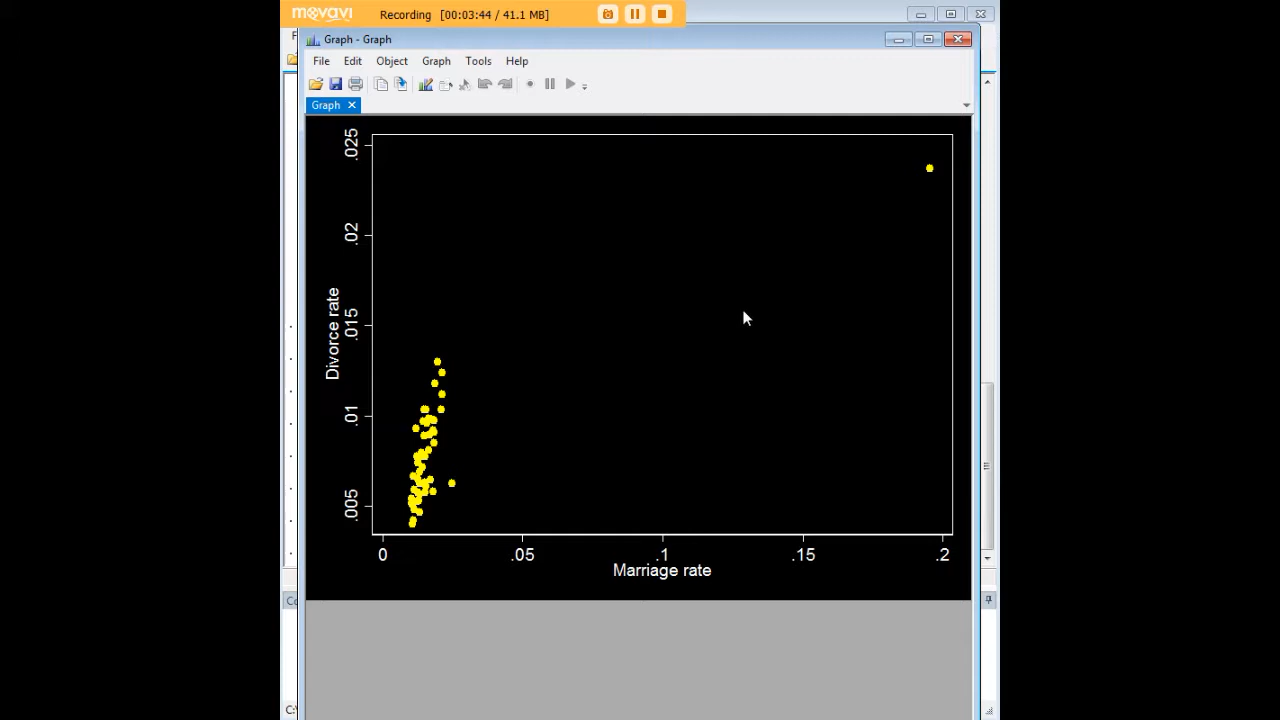 movavi Recording [00:03:44 / 41.1 MB]
F
Graph - Graph
File Edit Object Graph Tools Help
Graph
.025
.02
.015
.01
.005
Divorce rate
0 .05 .1 .15 .2
Marriage rate
Co
C:\